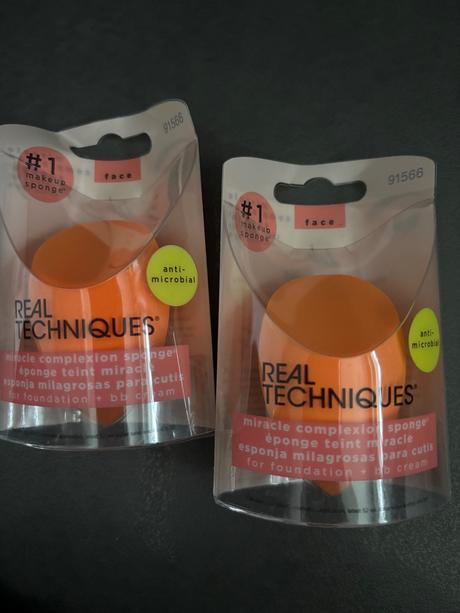 91566
#1
makeup
sponge*
face
anti-
microbial
REAL
TECHNIQUES®
miracle complexion sponge
éponge teint miracle
esponja milagrosas para cutis
for foundation + bb cream
91566
#1
makeup
sponge*
face
anti-
microbial
REAL
TECHNIQUES®
miracle complexion sponge
éponge teint miracle
esponja milagrosas para cutis
for foundation + bb cream